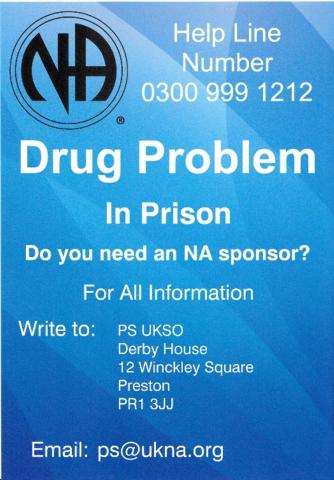 NA
®
Help Line
Number
0300 999 1212
Drug Problem
In Prison
Do you need an NA sponsor?
For All Information
Write to: PS UKSO
Derby House
12 Winckley Square
Preston
PR1 3JJ
Email: ps@ukna.org